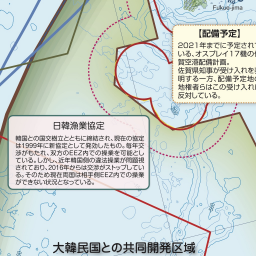 Fukue-jima
【配備予定】
2021年までに予定されて
いる、オスプレイ17機の佐
賀空港配備計画。
佐賀県知事が受け入れを表
明する一方、配備予定地の
地権者らはこの受け入れに
反対している。
日韓漁業協定
韓国との国交樹立とともに締結され、現在の協定
は1999年に新協定として発効したもの。毎年交
渉がもたれ、双方のEEZ内での操業を可能とし
ている。しかし、近年韓国側の違法操業が問題視
されており、2016年からは交渉がストップして
いる。そのため現在両国は相手側EEZ内での操業
ができない状況となっている。
大韓民国との共同開発区域